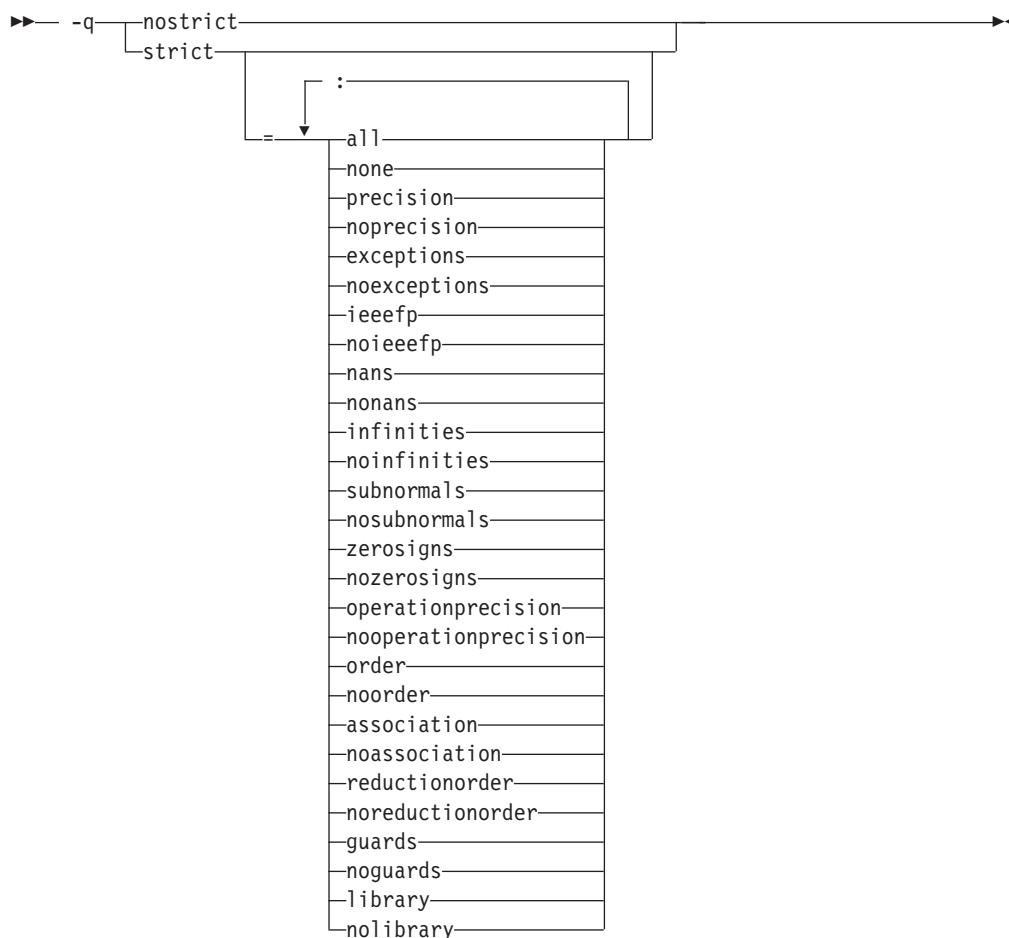 -q nostrict
strict
:
= all
none
precision
noprecision
exceptions
noexceptions
ieeefp
noieeefp
nans
nonans
infinities
noinfinities
subnormals
nosubnormals
zerosigns
nozerosigns
operationprecision
nooperationprecision
order
noorder
association
noassociation
reductionorder
noreductionorder
guards
noguards
library
nolibrary